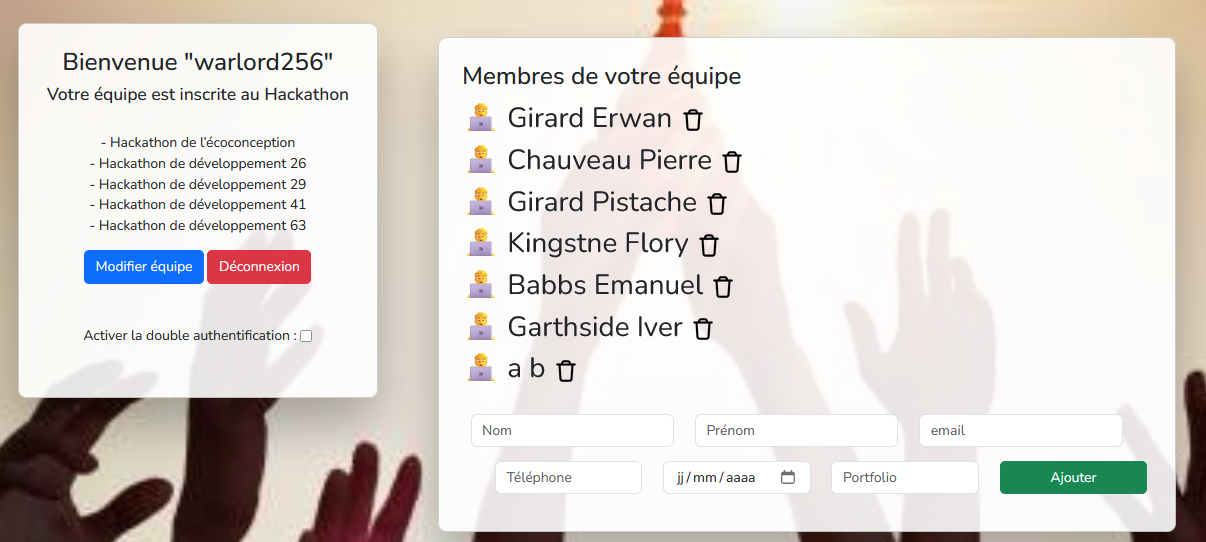 Bienvenue "warlord256"
Votre équipe est inscrite au Hackathon
- Hackathon de l'écoconception
- Hackathon de développement 26
- Hackathon de développement 29
- Hackathon de développement 41
- Hackathon de développement 63
Modifier équipe Déconnexion
Activer la double authentification :
Membres de votre équipe
Girard Erwan
Chauveau Pierre
Girard Pistache
Kingstne Flory
Babbs Emanuel
Garthside Iver
a b
Nom Prénom email
Téléphone jj/mm/aaaa Portfolio Ajouter